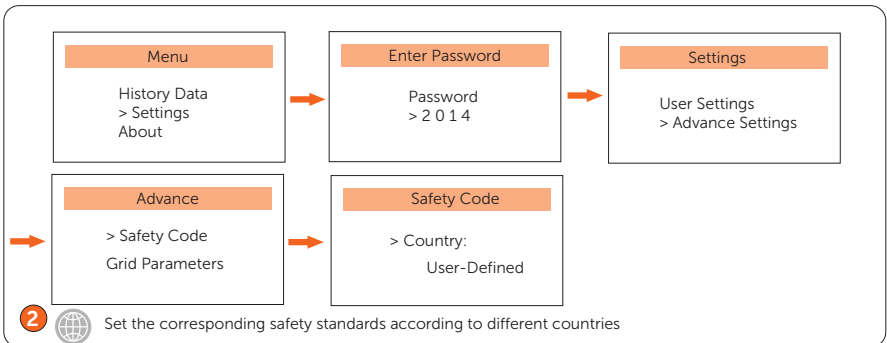 Menu
History Data
> Settings
About
Enter Password
Password
> 2 0 1 4
Settings
User Settings
> Advance Settings
Advance
> Safety Code
Grid Parameters
Safety Code
> Country:
User-Defined
2
Set the corresponding safety standards according to different countries